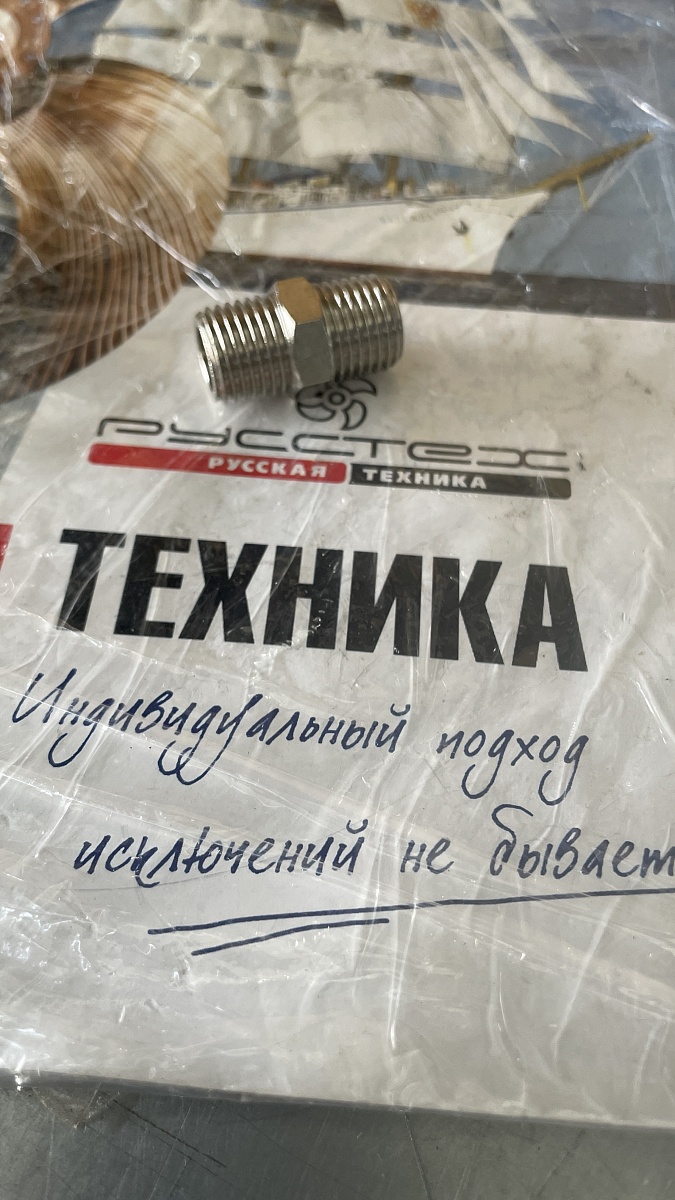 РУССТЕХ
РУССКАЯ ТЕХНИКА
ТЕХНИКА
Индивидуальный подход
исключений не бывает